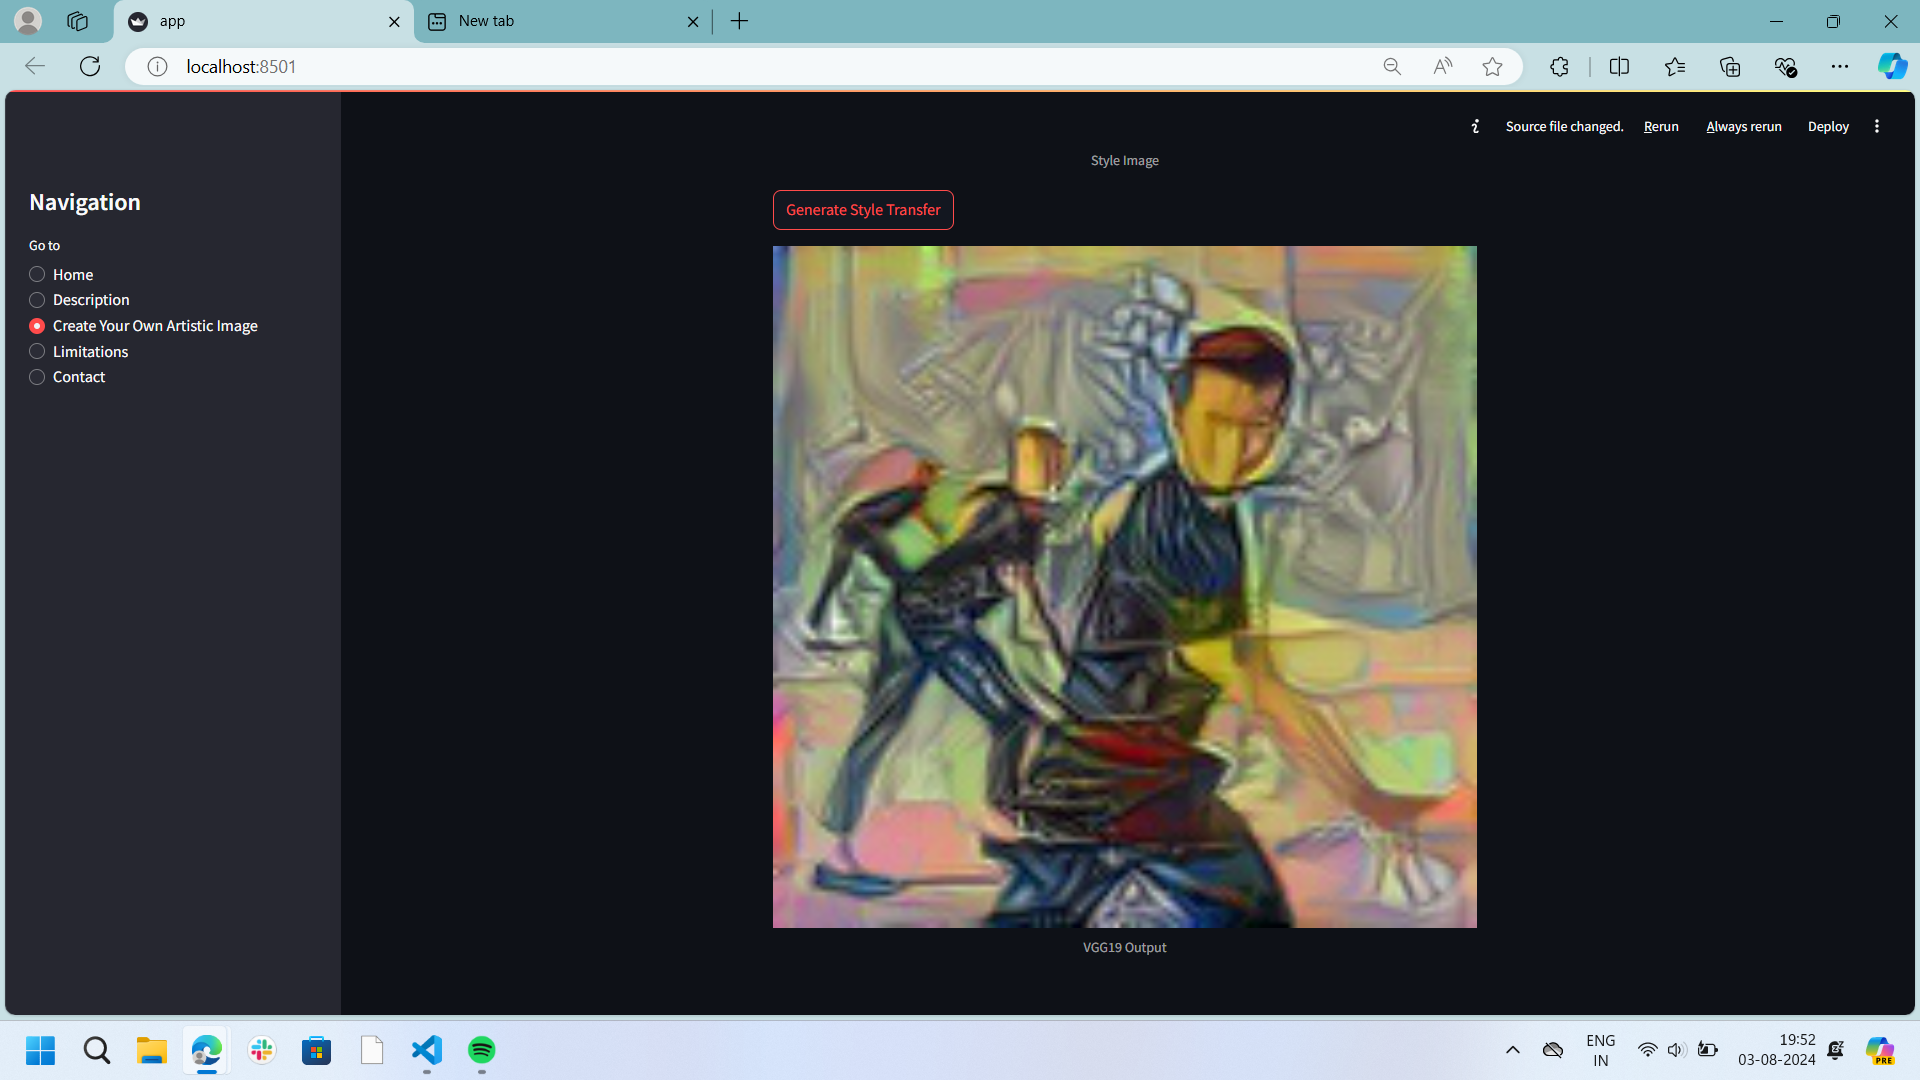 app
New tab
localhost:8501
Source file changed. Rerun Always rerun Deploy
Style Image
Navigation
Generate Style Transfer
Go to
Home
Description
Create Your Own Artistic Image
Limitations
Contact
VGG19 Output
ENG
IN
19:52
03-08-2024
PRE